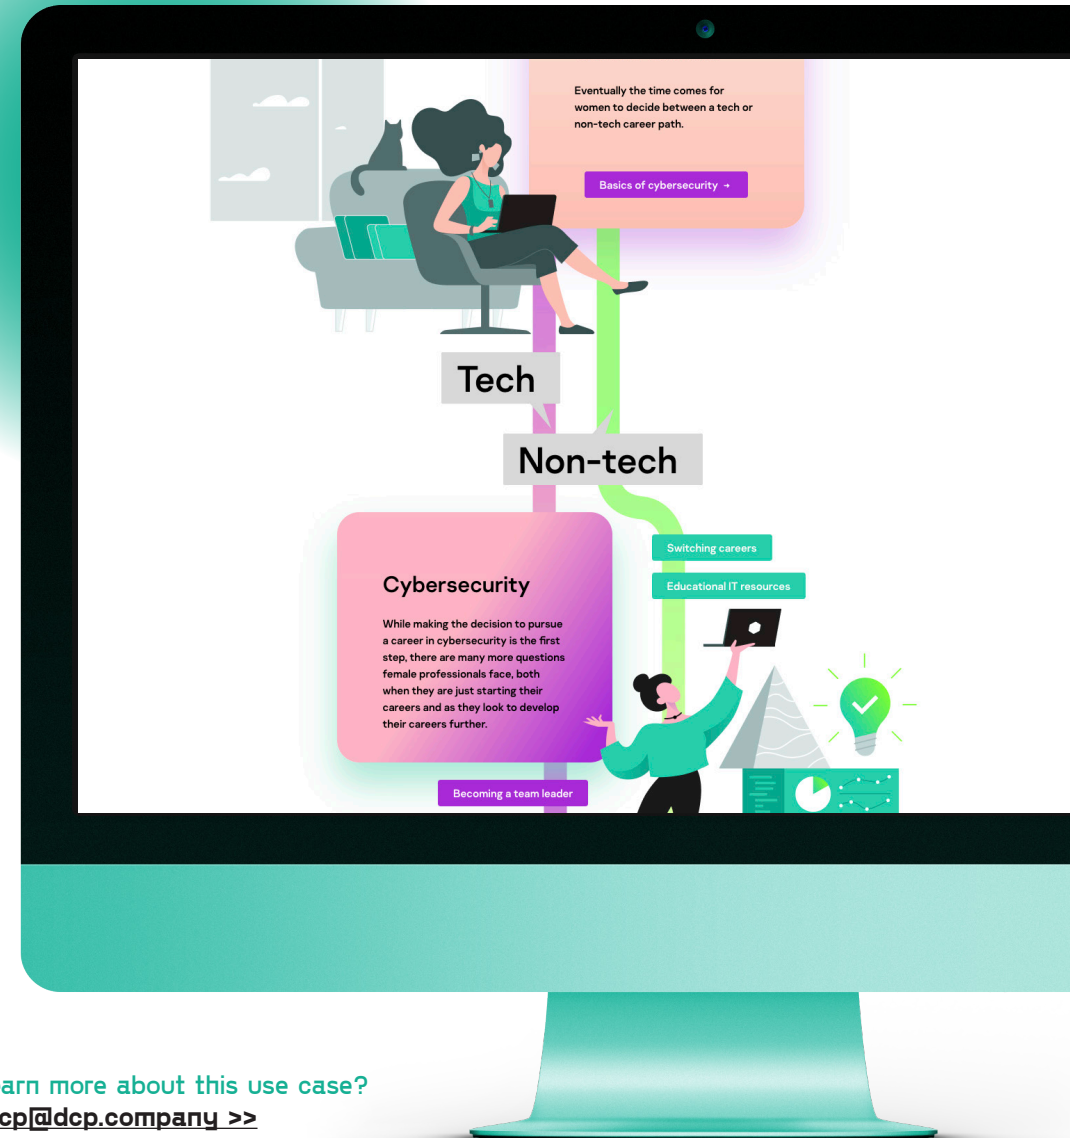 Eventually the time comes for
women to decide between a tech or
non-tech career path.
Basics of cybersecurity →
Tech
Non-tech
Switching careers
Educational IT resources
Cybersecurity
While making the decision to pursue
a career in cybersecurity is the first
step, there are many more questions
female professionals face, both
when they are just starting their
careers and as they look to develop
their careers further.
Becoming a team leader
earn more about this use case?
cp@dcp.company >>